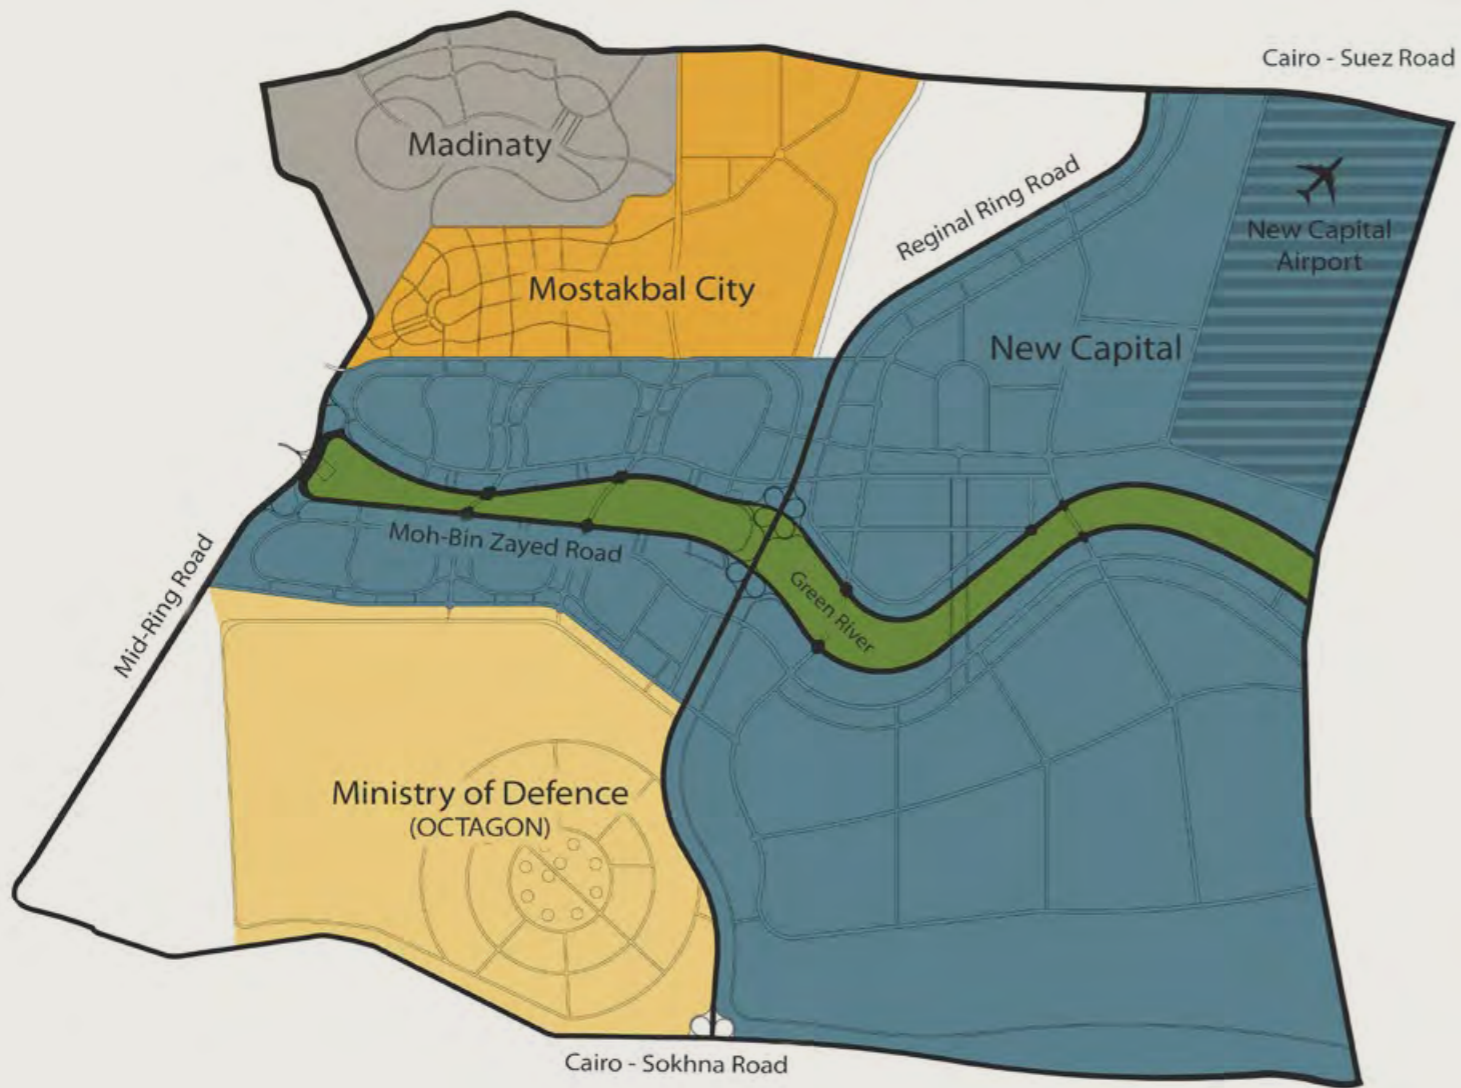 Cairo - Suez Road
Madinaty
Reginal Ring Road
New Capital
Airport
Mostakbal City
New Capital
Moh-Bin Zayed Road
Green River
Mid-Ring Road
Ministry of Defence
(OCTAGON)
Cairo - Sokhna Road